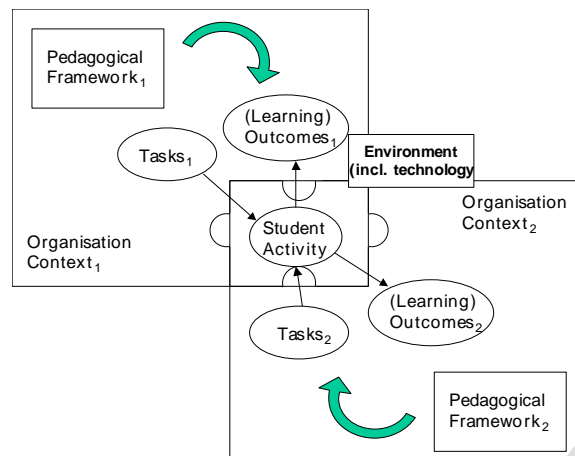 Pedagogical
Framework₁
(Learning)
Outcomes₁
Tasks₁
Environment
(incl. technology
Organisation
Context₁
Organisation
Context₂
Student
Activity
(Learning)
Outcomes₂
Tasks₂
Pedagogical
Framework₂